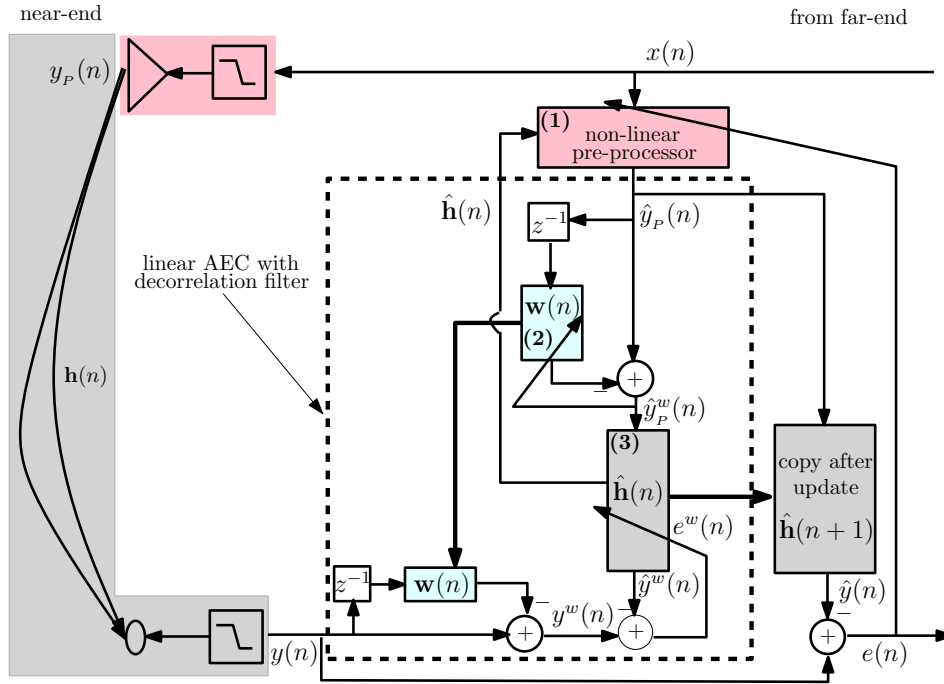 near-end
from far-end
y_P(n)
x(n)
(1)
non-linear
pre-processor
ĥ(n)
ŷ_P(n)
z⁻¹
linear AEC with
decorrelation filter
w(n)
(2)
−
+
h(n)
ŷ_P^w(n)
(3)
ĥ(n)
copy after
update
ĥ(n+1)
e^w(n)
z⁻¹
w(n)
ŷ^w(n)
ŷ(n)
−
y^w(n)
−
−
+
+
+
y(n)
e(n)